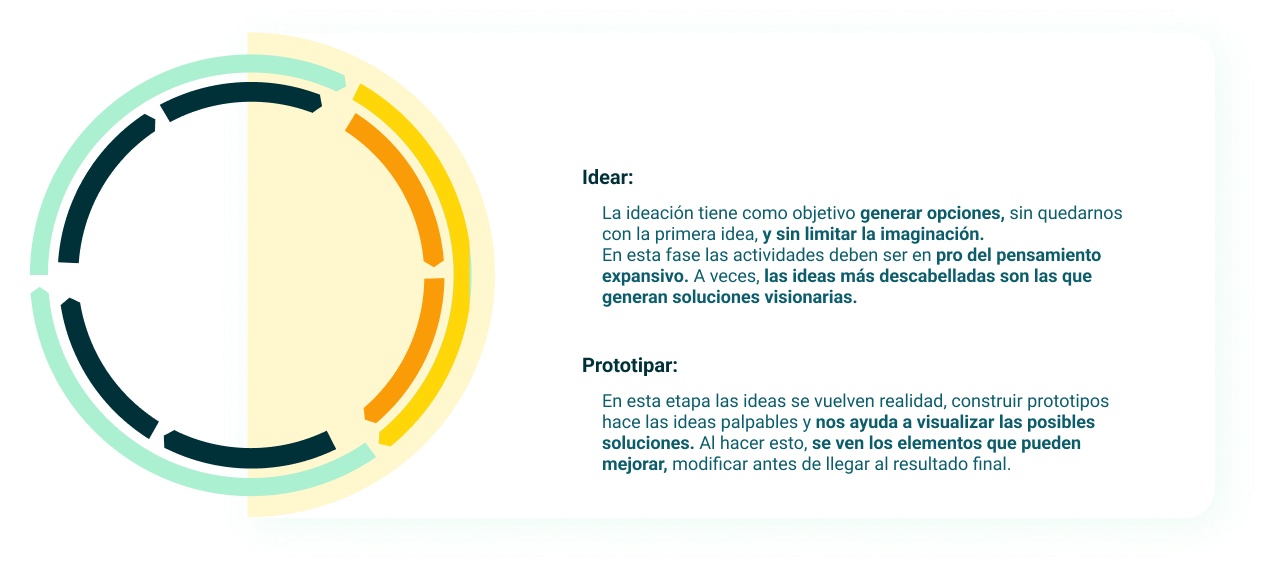 Idear:
La ideación tiene como objetivo generar opciones, sin quedarnos
con la primera idea, y sin limitar la imaginación.
En esta fase las actividades deben ser en pro del pensamiento
expansivo. A veces, las ideas más descabelladas son las que
generan soluciones visionarias.
Prototipar:
En esta etapa las ideas se vuelven realidad, construir prototipos
hace las ideas palpables y nos ayuda a visualizar las posibles
soluciones. Al hacer esto, se ven los elementos que pueden
mejorar, modificar antes de llegar al resultado final.